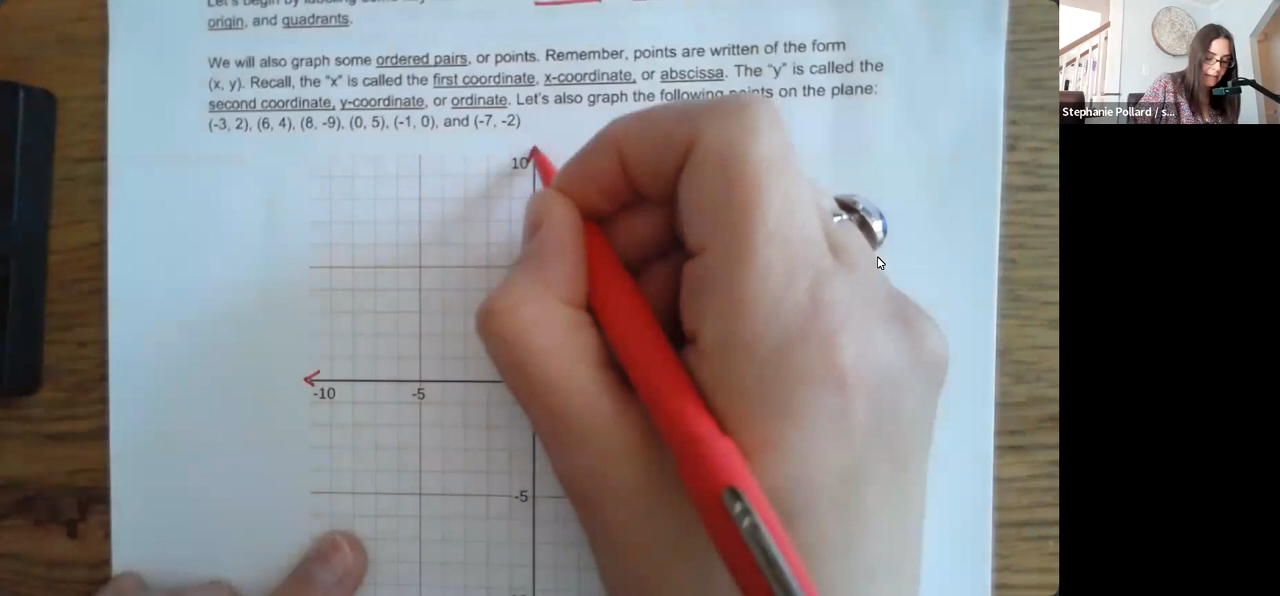 origin, and quadrants.
We will also graph some ordered pairs, or points. Remember, points are written of the form
(x, y). Recall, the "x" is called the first coordinate, x-coordinate, or abscissa. The "y" is called the
second coordinate, y-coordinate, or ordinate. Let's also graph the following points on the plane:
(-3, 2), (6, 4), (8, -9), (0, 5), (-1, 0), and (-7, -2)
10
-10 -5
-5
Stephanie Pollard / s...